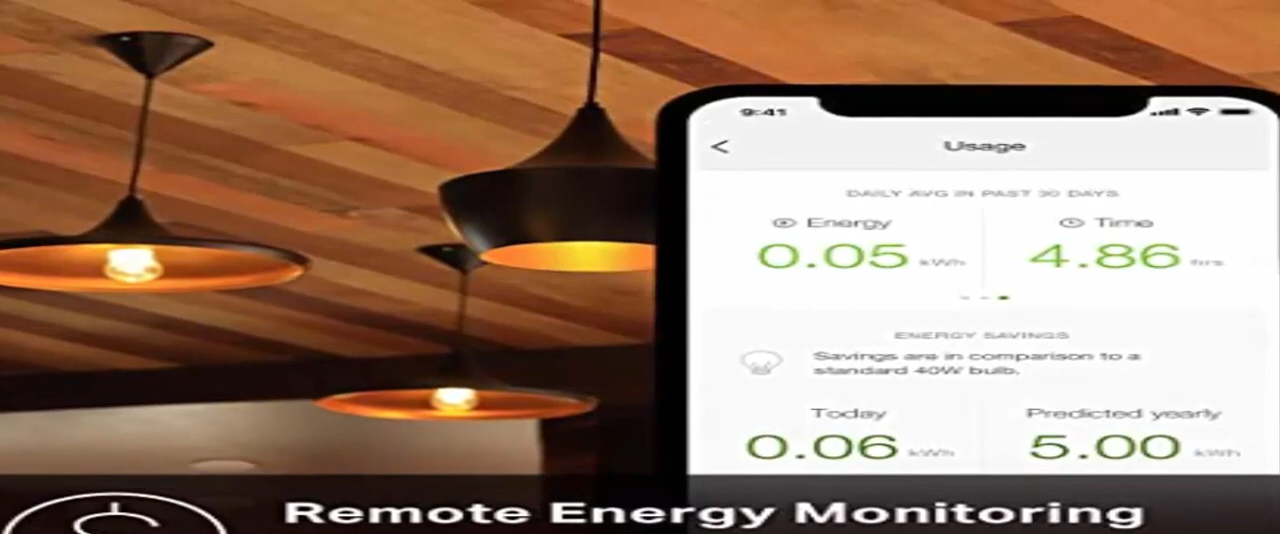 9:41
<
Usage
DAILY AVG IN PAST 30 DAYS
Energy
Time
0.05 kWh
4.86 hrs
ENERGY SAVINGS
Savings are in comparison to a
standard 40W bulb.
Today
Predicted yearly
0.06 kWh
5.00 kWh
$
Remote Energy Monitoring